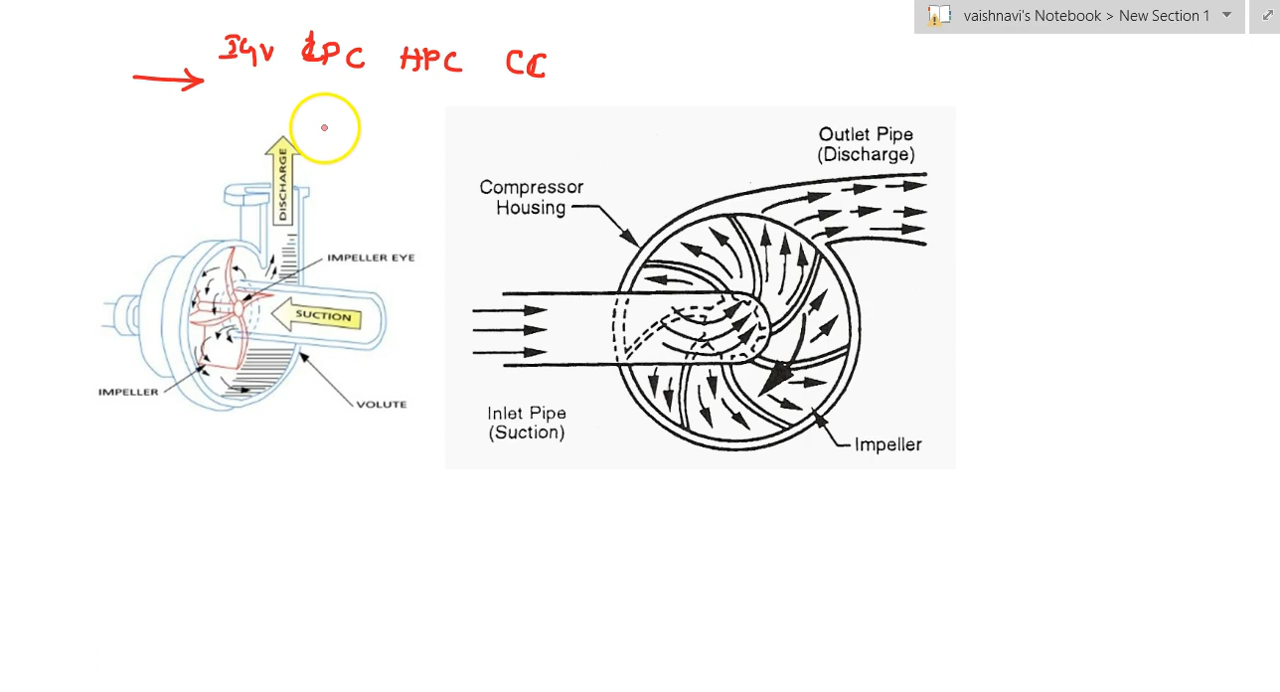 vaishnavi's Notebook > New Section 1
IGV LPC HPC CC
DISCHARGE
IMPELLER EYE
SUCTION
IMPELLER
VOLUTE
Outlet Pipe
(Discharge)
Compressor
Housing
Inlet Pipe
(Suction)
Impeller